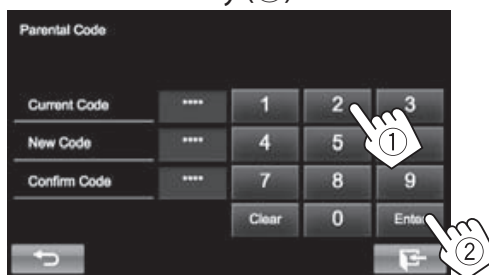 y(
Parental Code
Current Code **** 1 2 3
New Code **** 4 5
Confirm Code **** 7 8 9
Clear 0 Enter
①
②